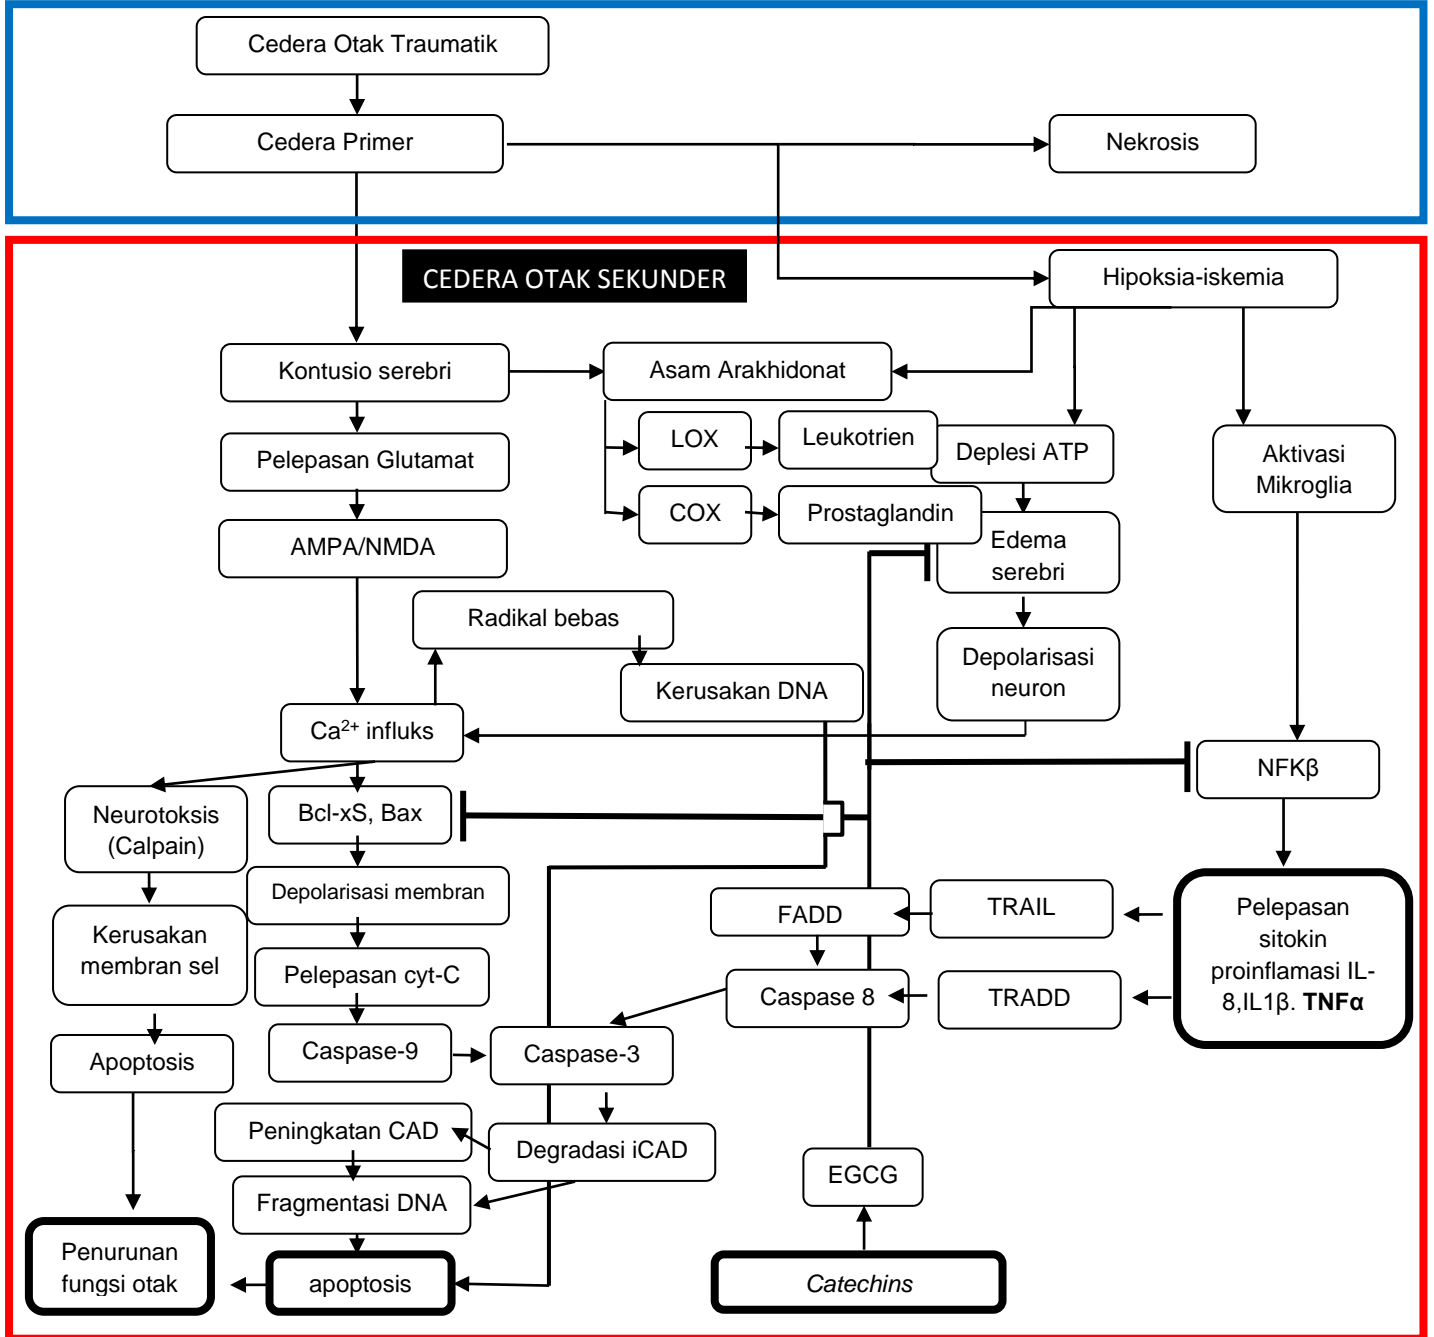 Cedera Otak Traumatik
Cedera Primer
Nekrosis
CEDERA OTAK SEKUNDER
Hipoksia-iskemia
Kontusio serebri
Asam Arakhidonat
LOX
Leukotrien
Deplesi ATP
Aktivasi
Mikroglia
Pelepasan Glutamat
COX
Prostaglandin
AMPA/NMDA
Edema
serebri
Radikal bebas
Kerusakan DNA
Depolarisasi
neuron
Ca²⁺ influks
NFKβ
Neurotoksis
(Calpain)
Bcl-xS, Bax
Depolarisasi membran
FADD
TRAIL
Pelepasan
sitokin
proinflamasi IL-
8,IL1β. TNFα
Kerusakan
membran sel
Pelepasan cyt-C
Caspase 8
TRADD
Apoptosis
Caspase-9
Caspase-3
Peningkatan CAD
Degradasi iCAD
EGCG
Fragmentasi DNA
Penurunan
fungsi otak
apoptosis
Catechins